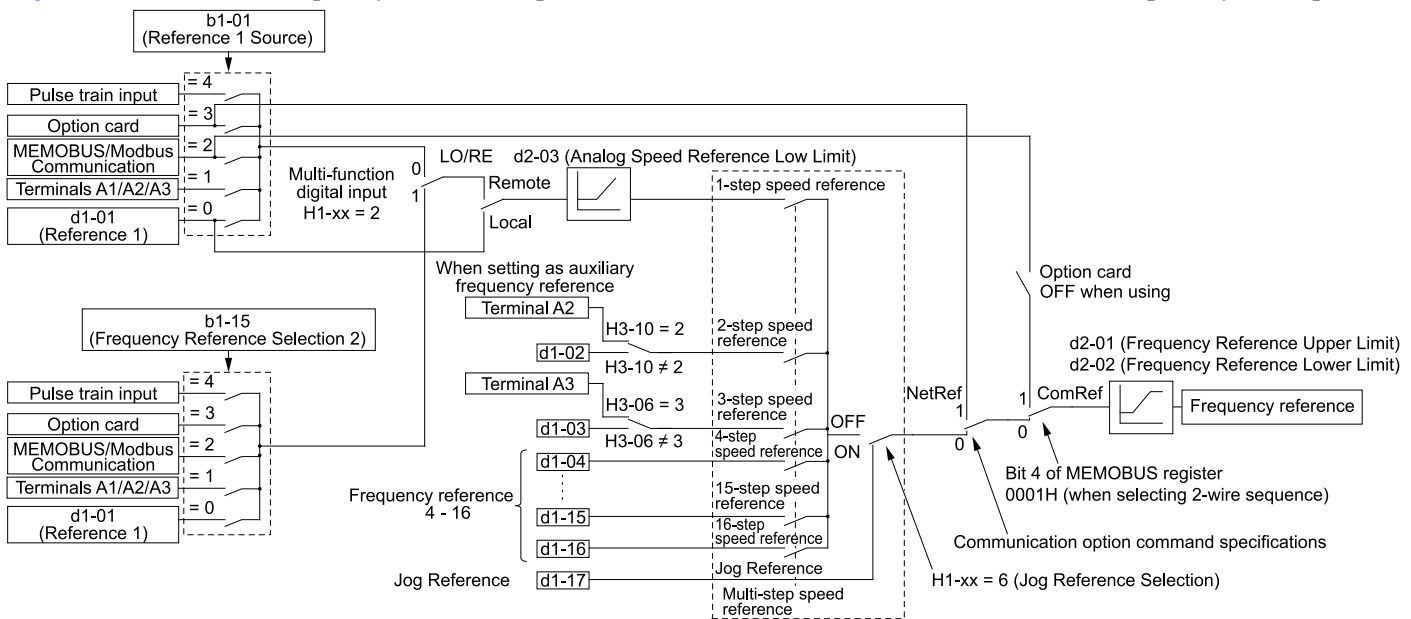 b1-01
(Reference 1 Source)
= 4
Pulse train input
= 3
Option card
= 2
MEMOBUS/Modbus
Communication
= 1
Terminals A1/A2/A3
= 0
d1-01
(Reference 1)
Multi-function
digital input
H1-xx = 2
0
1
LO/RE
Remote
Local
d2-03 (Analog Speed Reference Low Limit)
1-step speed reference
When setting as auxiliary
frequency reference
Terminal A2
H3-10 = 2
d1-02
H3-10 ≠ 2
2-step speed
reference
Terminal A3
H3-06 = 3
d1-03
H3-06 ≠ 3
3-step speed
reference
4-step
speed reference
d1-04
Frequency reference
4 - 16
15-step speed
reference
d1-15
16-step
speed reference
d1-16
Jog Reference
Jog Reference
d1-17
Multi-step speed
reference
b1-15
(Frequency Reference Selection 2)
= 4
Pulse train input
= 3
Option card
= 2
MEMOBUS/Modbus
Communication
= 1
Terminals A1/A2/A3
= 0
d1-01
(Reference 1)
OFF
ON
NetRef
1
0
Option card
OFF when using
1
0
ComRef
d2-01 (Frequency Reference Upper Limit)
d2-02 (Frequency Reference Lower Limit)
Frequency reference
Bit 4 of MEMOBUS register
0001H (when selecting 2-wire sequence)
Communication option command specifications
H1-xx = 6 (Jog Reference Selection)